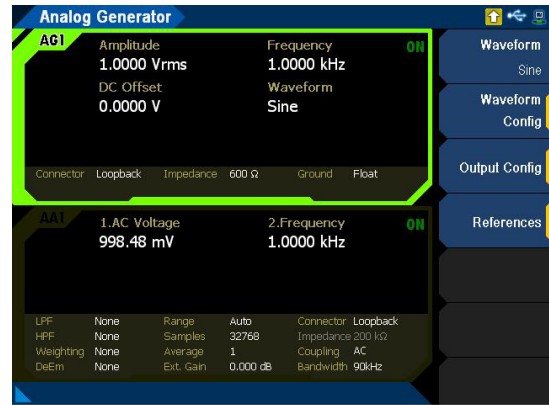 Analog Generator
AG1
Amplitude Frequency ON
1.0000 Vrms 1.0000 kHz
DC Offset Waveform
0.0000 V Sine
Connector Loopback Impedance 600 Ω Ground Float
AA1
1.AC Voltage 2.Frequency ON
998.48 mV 1.0000 kHz
LPF None Range Auto Connector Loopback
HPF None Samples 32768 Impedance 200 kΩ
Weighting None Average 1 Coupling AC
DeEm None Ext. Gain 0.000 dB Bandwidth 90kHz
Waveform
Sine
Waveform
Config
Output Config
References